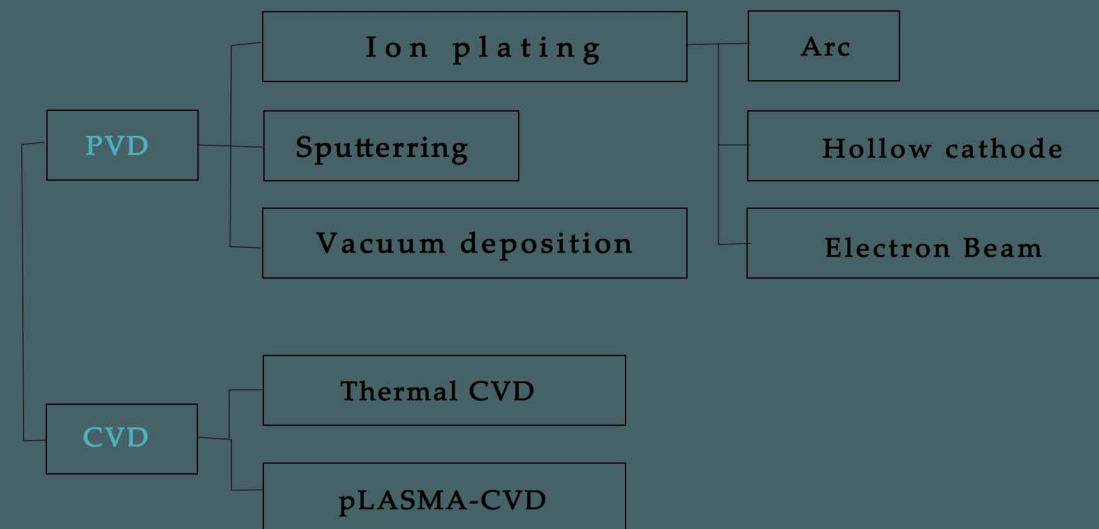 Ion plating
Arc
PVD
Sputterring
Hollow cathode
Vacuum deposition
Electron Beam
Thermal CVD
CVD
pLASMA-CVD